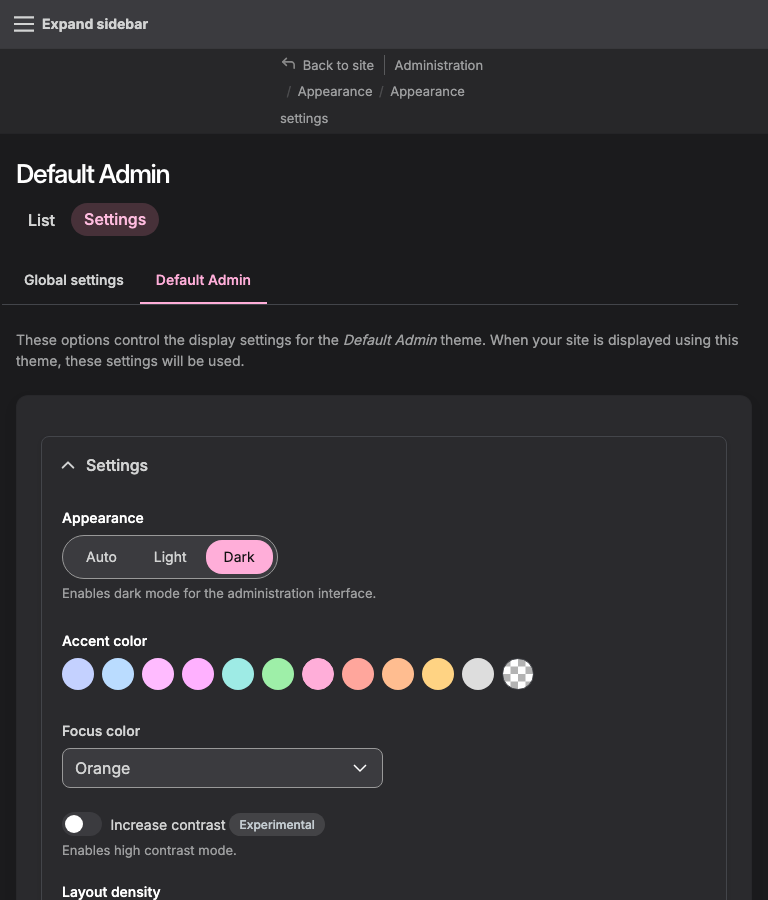 Expand sidebar
Back to site Administration
/ Appearance / Appearance
settings
Default Admin
List Settings
Global settings Default Admin
These options control the display settings for the Default Admin theme. When your site is displayed using this
theme, these settings will be used.
Settings
Appearance
Auto Light Dark
Enables dark mode for the administration interface.
Accent color
Focus color
Orange
Increase contrast Experimental
Enables high contrast mode.
Layout density